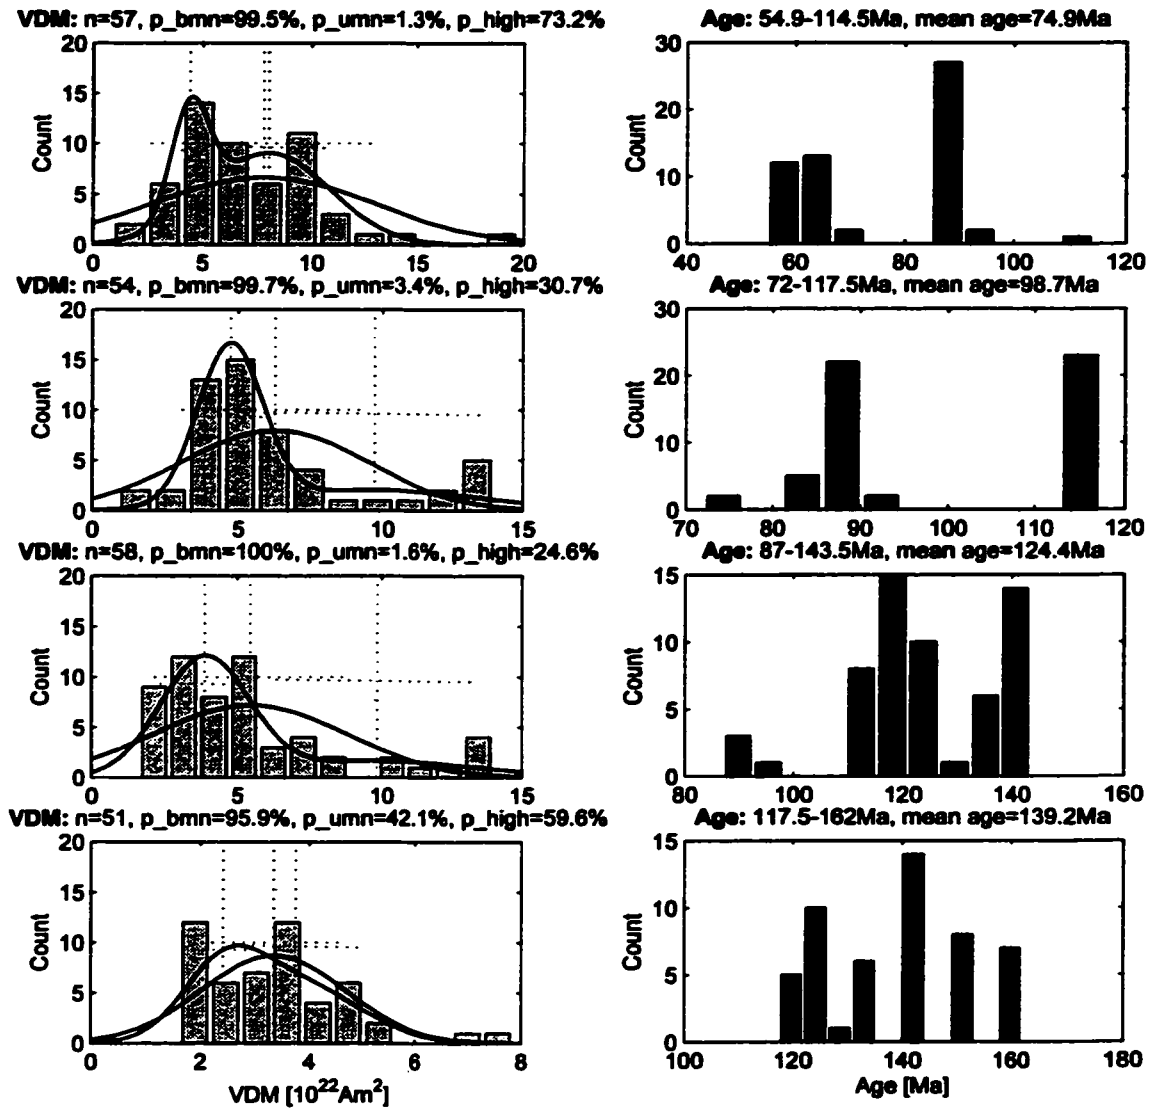 VDM: n=57, p_bmn=99.5%, p_umn=1.3%, p_high=73.2%
20
15
10
5
0
Count
0 5 10 15 20
Age: 54.9-114.5Ma, mean age=74.9Ma
30
20
10
0
Count
40 60 80 100 120
VDM: n=54, p_bmn=99.7%, p_umn=3.4%, p_high=30.7%
20
15
10
5
0
Count
0 5 10 15
Age: 72-117.5Ma, mean age=98.7Ma
30
20
10
0
Count
70 80 90 100 110 120
VDM: n=58, p_bmn=100%, p_umn=1.6%, p_high=24.6%
20
15
10
5
0
Count
0 5 10 15
Age: 87-143.5Ma, mean age=124.4Ma
15
10
5
0
Count
80 100 120 140 160
VDM: n=51, p_bmn=95.9%, p_umn=42.1%, p_high=59.6%
20
15
10
5
0
Count
0 2 4 6 8
VDM [10²²Am²]
Age: 117.5-162Ma, mean age=139.2Ma
15
10
5
0
Count
100 120 140 160 180
Age [Ma]